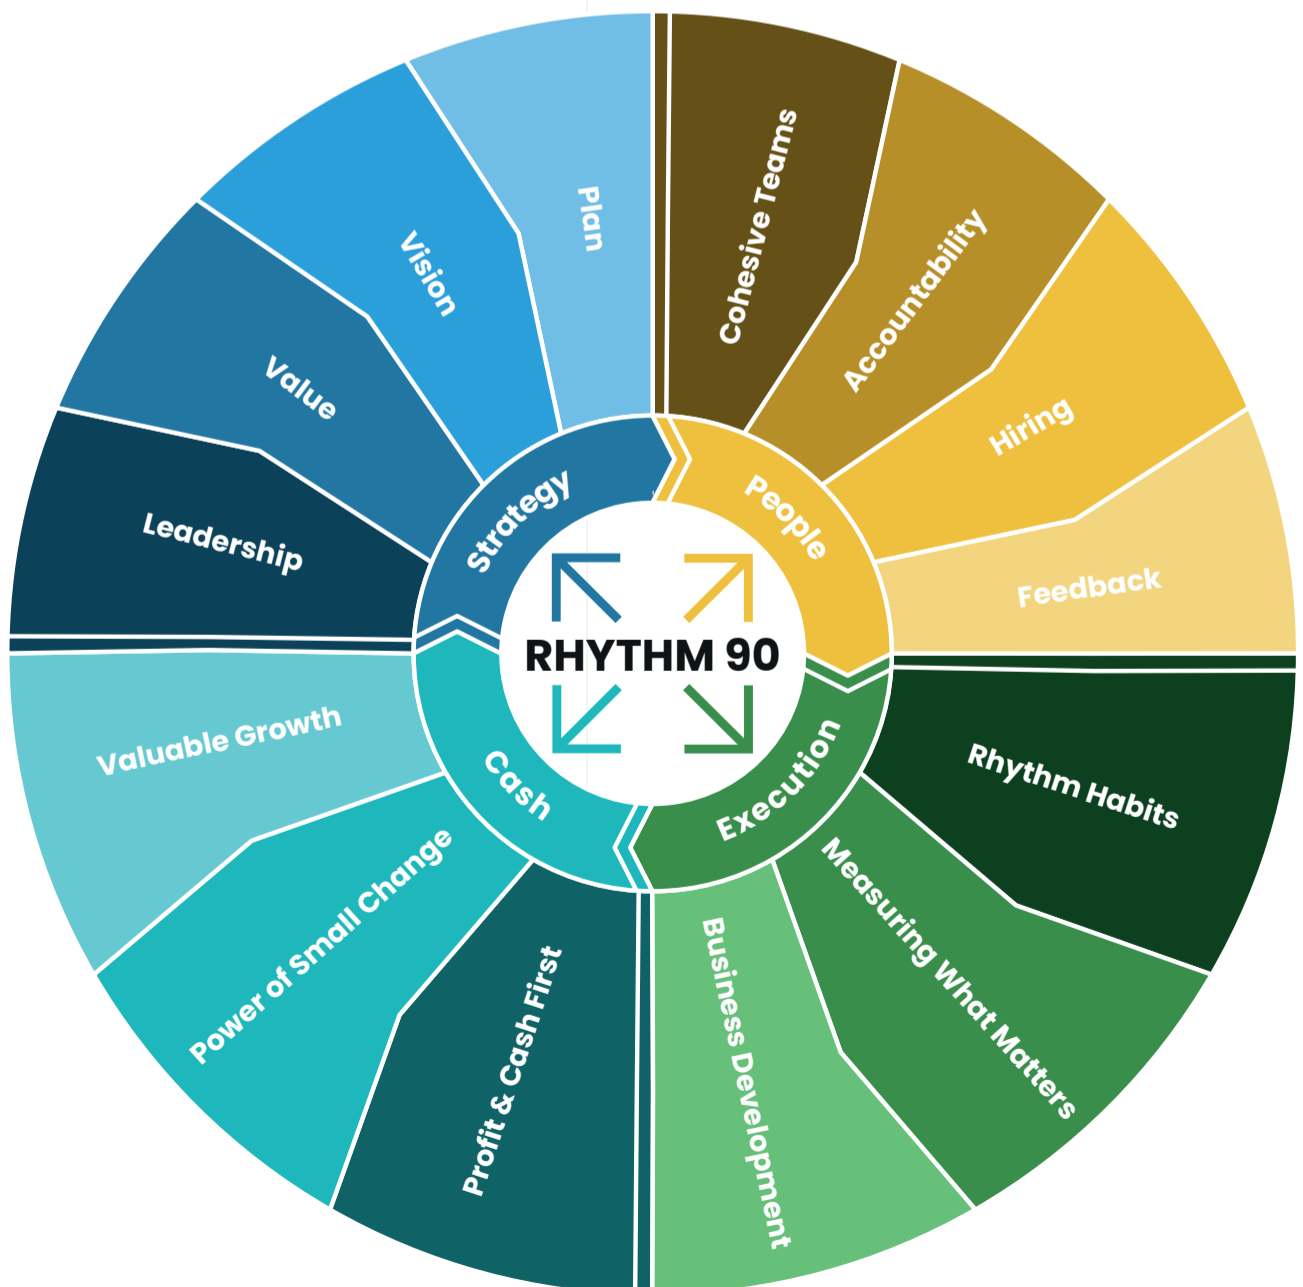 RHYTHM 90
Strategy
Leadership
Value
Vision
Plan
People
Cohesive Teams
Accountability
Hiring
Feedback
Execution
Rhythm Habits
Measuring What Matters
Business Development
Cash
Profit & Cash First
Power of Small Change
Valuable Growth